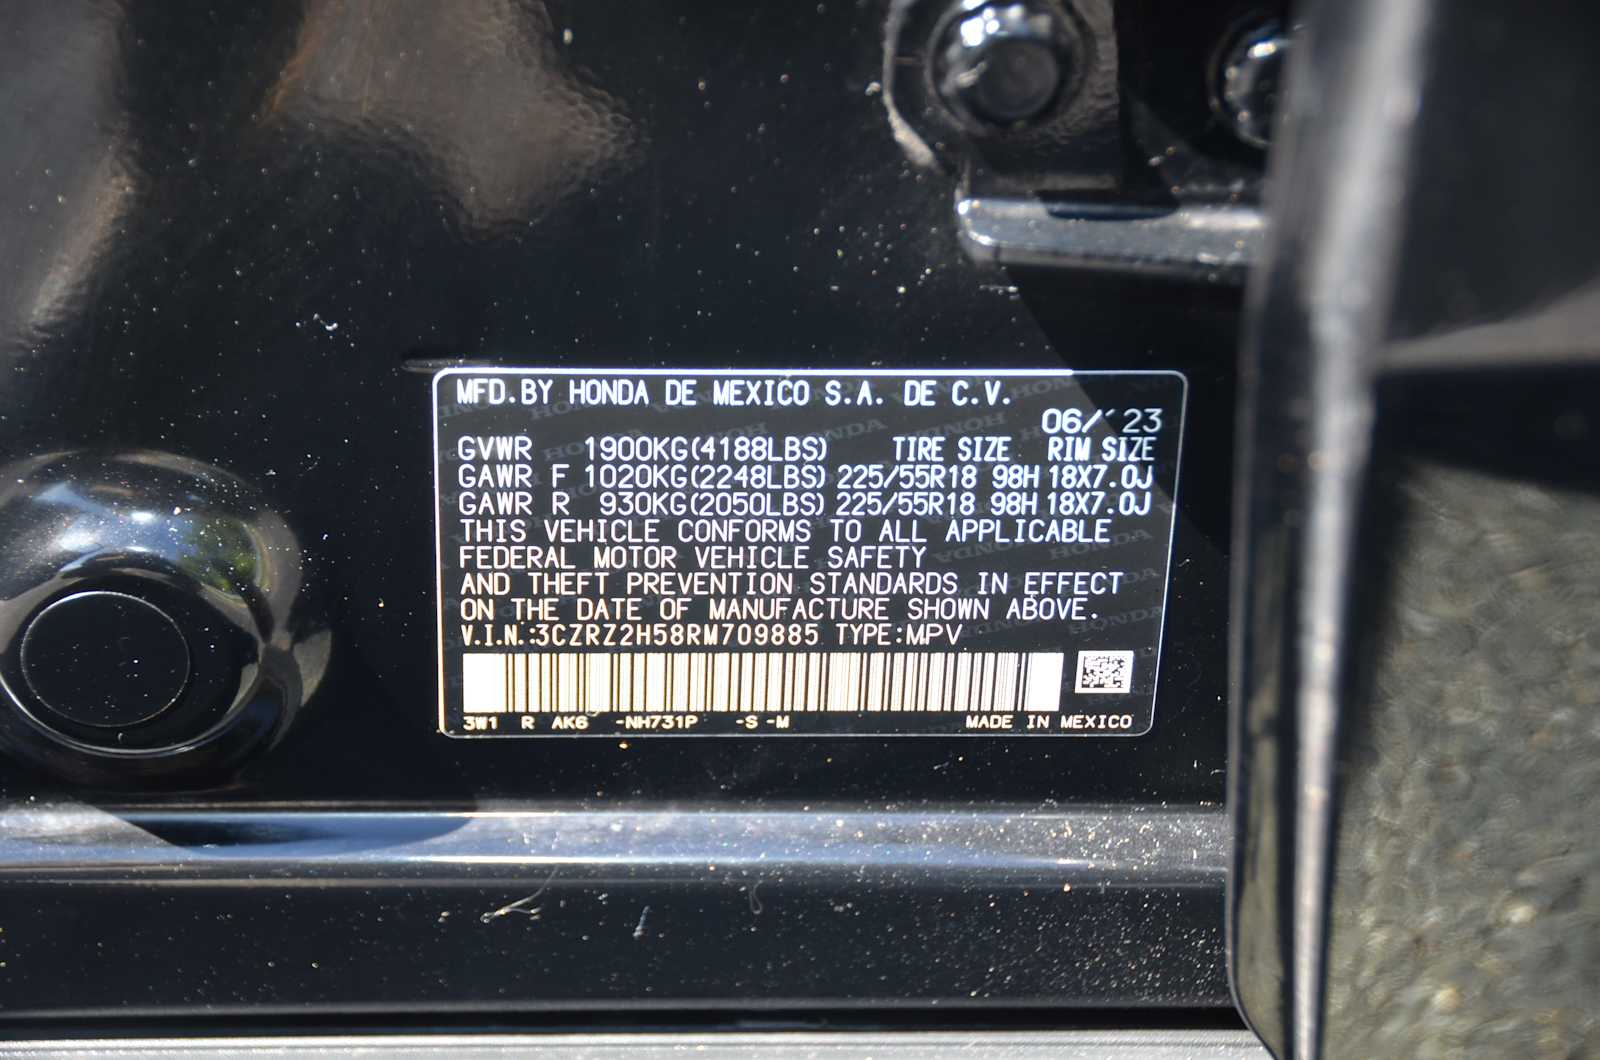 MFD.BY HONDA DE MEXICO S.A. DE C.V.
06/'23
GVWR 1900KG(4188LBS) TIRE SIZE RIM SIZE
GAWR F 1020KG(2248LBS) 225/55R18 98H 18X7.0J
GAWR R 930KG(2050LBS) 225/55R18 98H 18X7.0J
THIS VEHICLE CONFORMS TO ALL APPLICABLE
FEDERAL MOTOR VEHICLE SAFETY
AND THEFT PREVENTION STANDARDS IN EFFECT
ON THE DATE OF MANUFACTURE SHOWN ABOVE.
V.I.N.:3CZRZ2H58RM709885 TYPE:MPV
3W1 R AK6 -NH731P -S -M MADE IN MEXICO